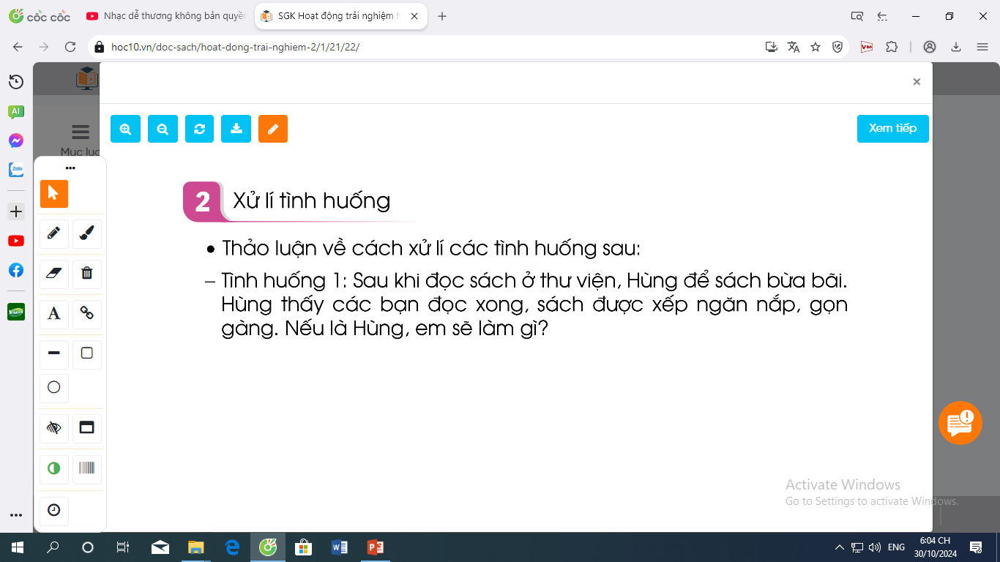 cốc cốc
Nhạc dễ thương không bản quyền
SGK Hoạt động trải nghiệm h
hoc10.vn/doc-sach/hoat-dong-trai-nghiem-2/1/21/22/
VM
AI
Zalo
Mục lục
Xem tiếp
2 Xử lí tình huống
• Thảo luận về cách xử lí các tình huống sau:
– Tình huống 1: Sau khi đọc sách ở thư viện, Hùng để sách bừa bãi.
Hùng thấy các bạn đọc xong, sách được xếp ngăn nắp, gọn
gàng. Nếu là Hùng, em sẽ làm gì?
A
Activate Windows
Go to Settings to activate Windows.
ENG
6:04 CH
30/10/2024